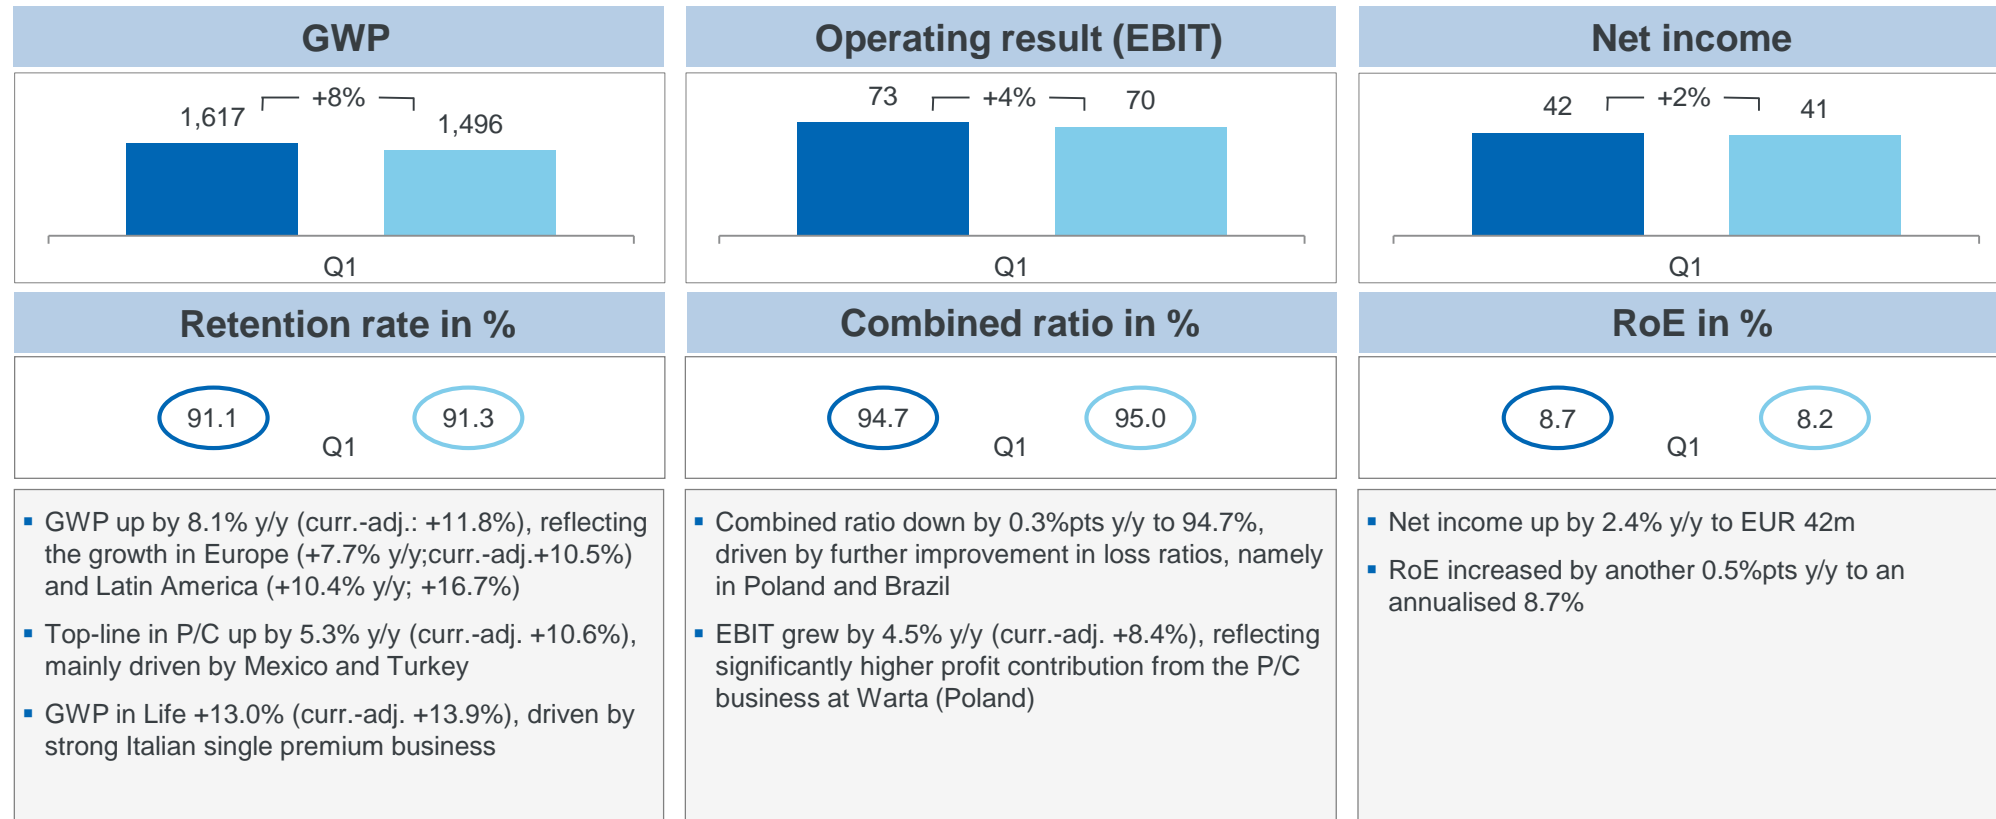 GWP
1,617
+8%
1,496
Q1
Operating result (EBIT)
73
+4%
70
Q1
Net income
42
+2%
41
Q1
Retention rate in %
91.1
91.3
Q1
Combined ratio in %
94.7
95.0
Q1
RoE in %
8.7
8.2
Q1
▪ GWP up by 8.1% y/y (curr.-adj.: +11.8%), reflecting
the growth in Europe (+7.7% y/y;curr.-adj.+10.5%)
and Latin America (+10.4% y/y; +16.7%)
▪ Top-line in P/C up by 5.3% y/y (curr.-adj. +10.6%),
mainly driven by Mexico and Turkey
▪ GWP in Life +13.0% (curr.-adj. +13.9%), driven by
strong Italian single premium business
▪ Combined ratio down by 0.3%pts y/y to 94.7%,
driven by further improvement in loss ratios, namely
in Poland and Brazil
▪ EBIT grew by 4.5% y/y (curr.-adj. +8.4%), reflecting
significantly higher profit contribution from the P/C
business at Warta (Poland)
▪ Net income up by 2.4% y/y to EUR 42m
▪ RoE increased by another 0.5%pts y/y to an
annualised 8.7%